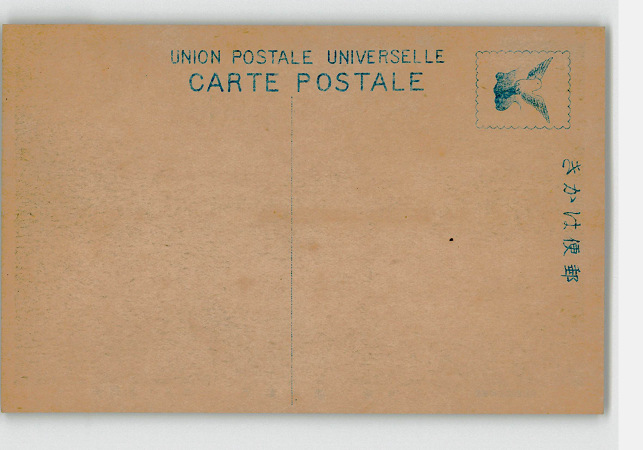 UNION POSTALE UNIVERSELLE
CARTE POSTALE
きかは便郵